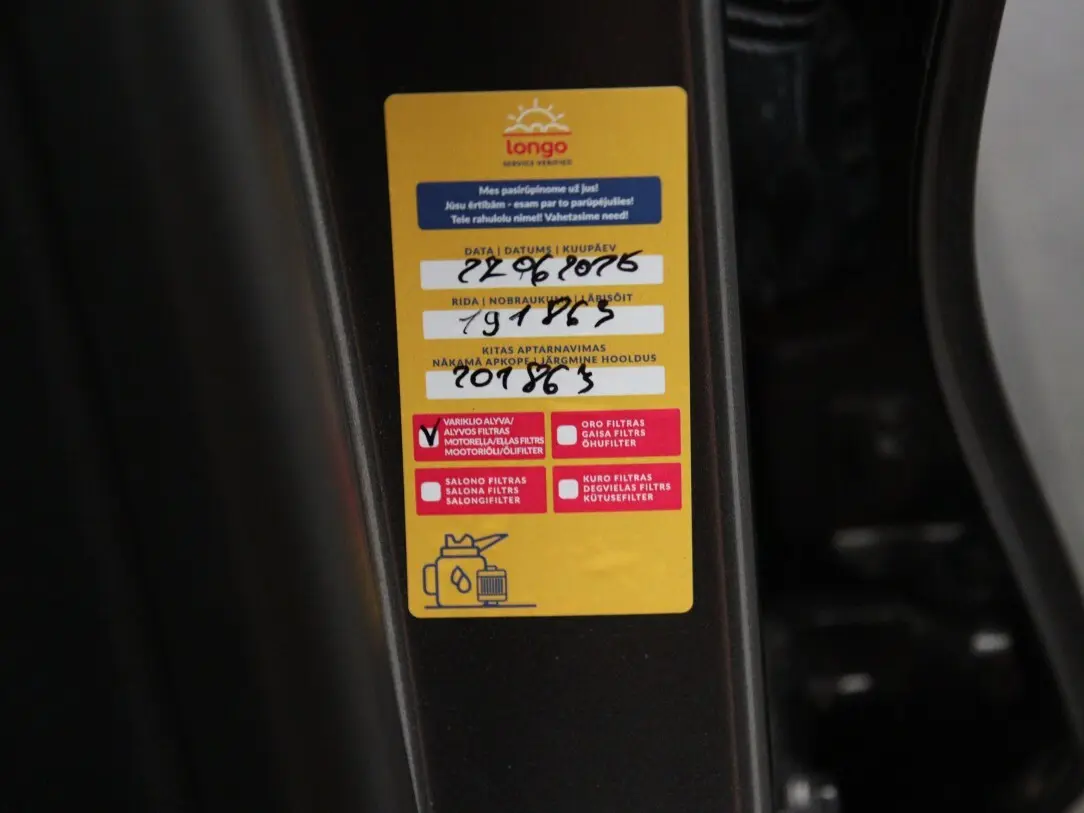 longo
SERVICE VERIFIED
Mes pasirūpinome už jus!
Jūsu ērtībām - esam par to parūpējušies!
Teie rahulolu nimel! Vahetasime need!
DATA | DATUMS | KUUPÄEV
22 06 2026
RIDA | NOBRAUKUMS | LÄBISÕIT
191863
KITAS APTARNAVIMAS
NĀKAMĀ APKOPE | JÄRGMINE HOOLDUS
201863
VARIKLIO ALYVA/
ALYVOS FILTRAS
MOTOREĻĻA/EĻĻAS FILTRS
MOOTORIÕLI/ÕLIFILTER
ORO FILTRAS
GAISA FILTRS
ÕHUFILTER
SALONO FILTRAS
SALONA FILTRS
SALONGIFILTER
KURO FILTRAS
DEGVIELAS FILTRS
KÜTUSEFILTER